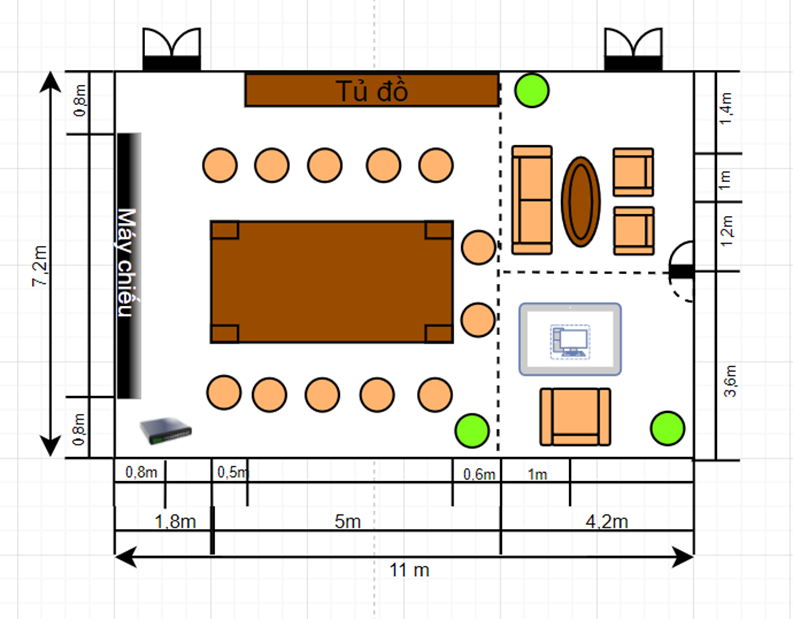 Tủ đồ
0,8m
1,4m
1m
Máy chiếu
1,2m
7,2m
3,6m
0,8m
0,8m
0,5m
0,6m
1m
1,8m
5m
4,2m
11 m